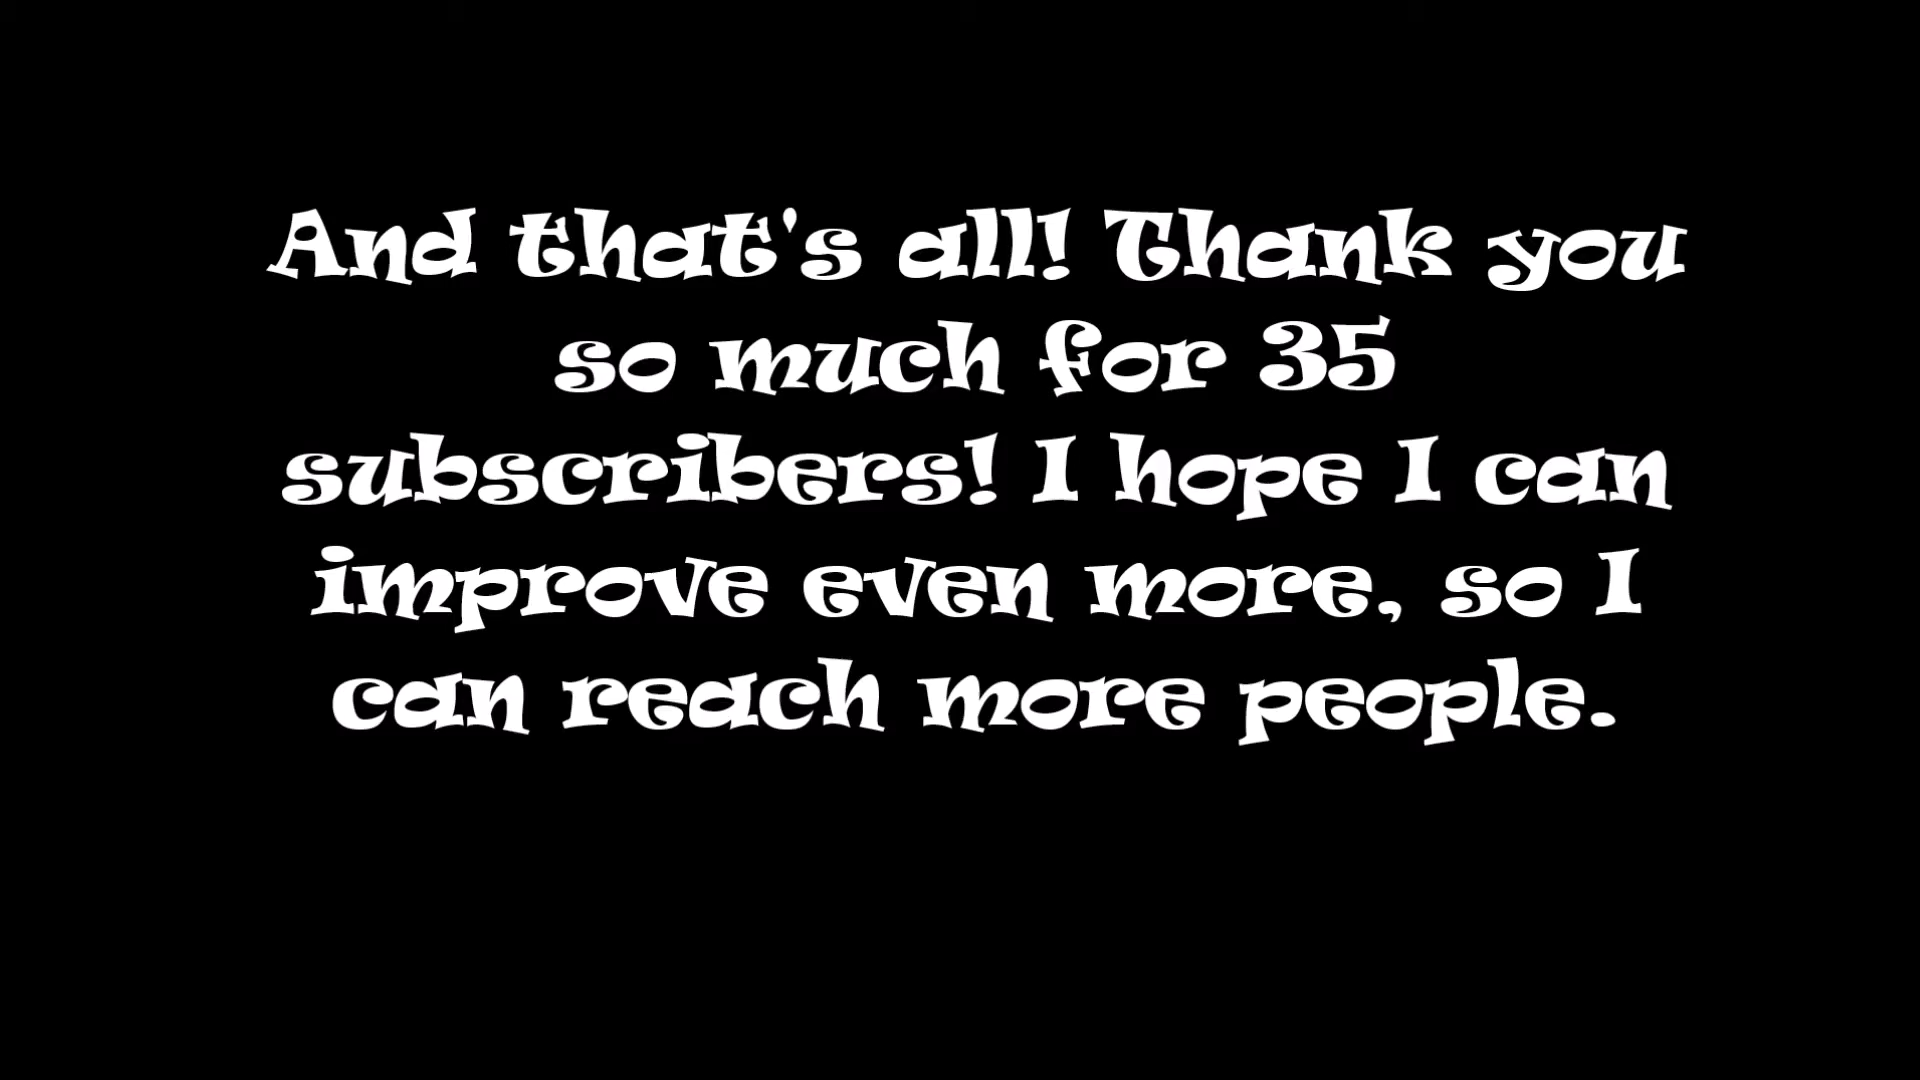 And that's all! Thank you
so much for 35
subscribers! I hope I can
improve even more, so I
can reach more people.